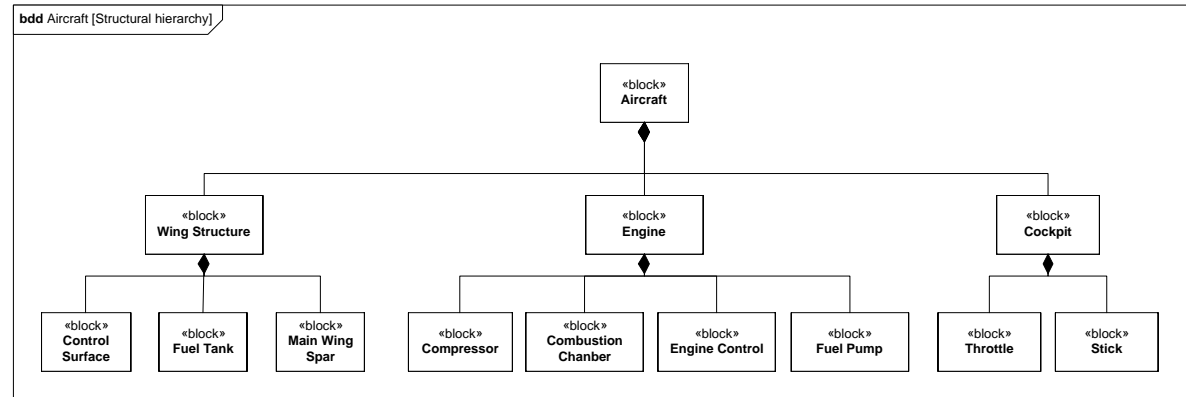 bdd Aircraft [Structural hierarchy]
«block»
Aircraft
«block»
Wing Structure
«block»
Engine
«block»
Cockpit
«block»
Control
Surface
«block»
Fuel Tank
«block»
Main Wing
Spar
«block»
Compressor
«block»
Combustion
Chanber
«block»
Engine Control
«block»
Fuel Pump
«block»
Throttle
«block»
Stick